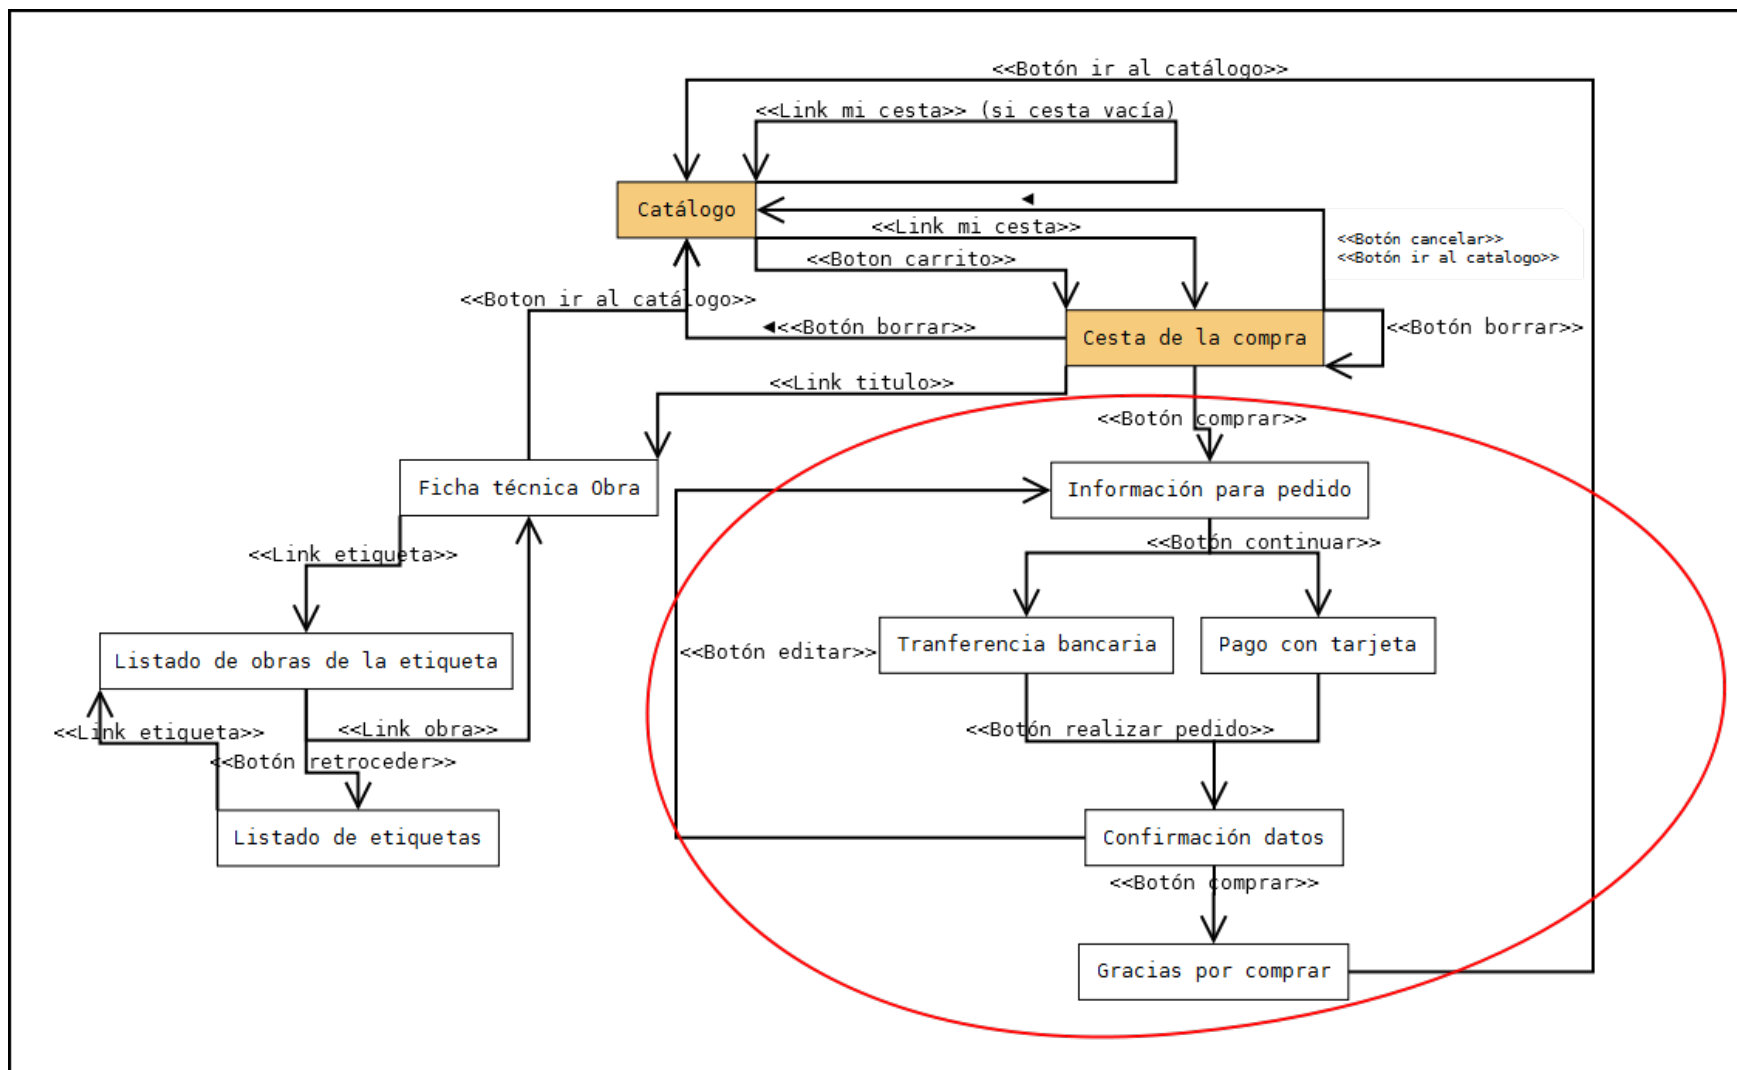 <<Botón ir al catálogo>>
<<Link mi cesta>> (si cesta vacía)
Catálogo
<<Link mi cesta>>
<<Botón cancelar>>
<<Botón ir al catalogo>>
<<Boton carrito>>
<<Boton ir al catálogo>>
<<Botón borrar>>
Cesta de la compra
<<Botón borrar>>
<<Link titulo>>
<<Botón comprar>>
Ficha técnica Obra
Información para pedido
<<Link etiqueta>>
<<Botón continuar>>
Listado de obras de la etiqueta
<<Botón editar>>
Tranferencia bancaria
Pago con tarjeta
<<Link etiqueta>>
<<Link obra>>
<<Botón realizar pedido>>
<<Botón retroceder>>
Listado de etiquetas
Confirmación datos
<<Botón comprar>>
Gracias por comprar